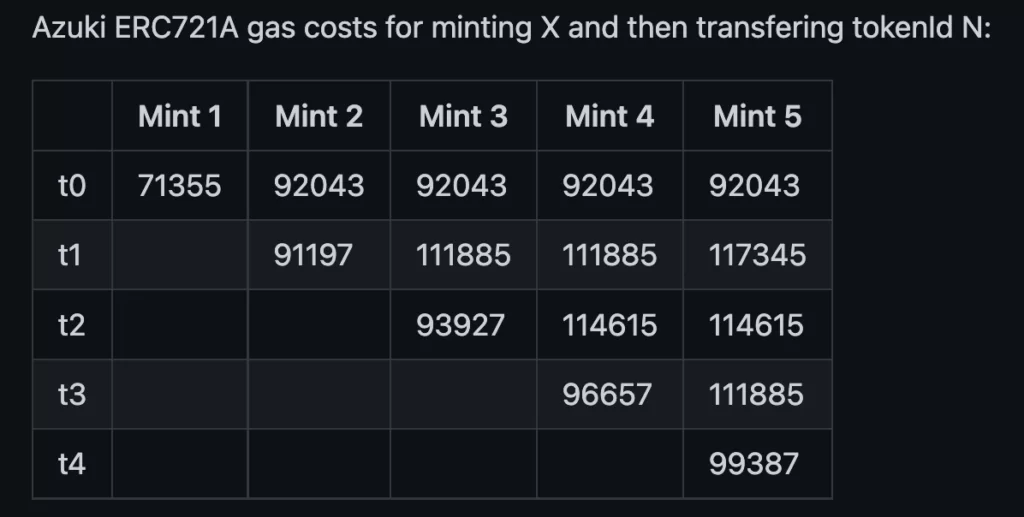 Azuki ERC721A gas costs for minting X and then transfering tokenId N:
Mint 1 Mint 2 Mint 3 Mint 4 Mint 5
t0 71355 92043 92043 92043 92043
t1 91197 111885 111885 117345
t2 93927 114615 114615
t3 96657 111885
t4 99387